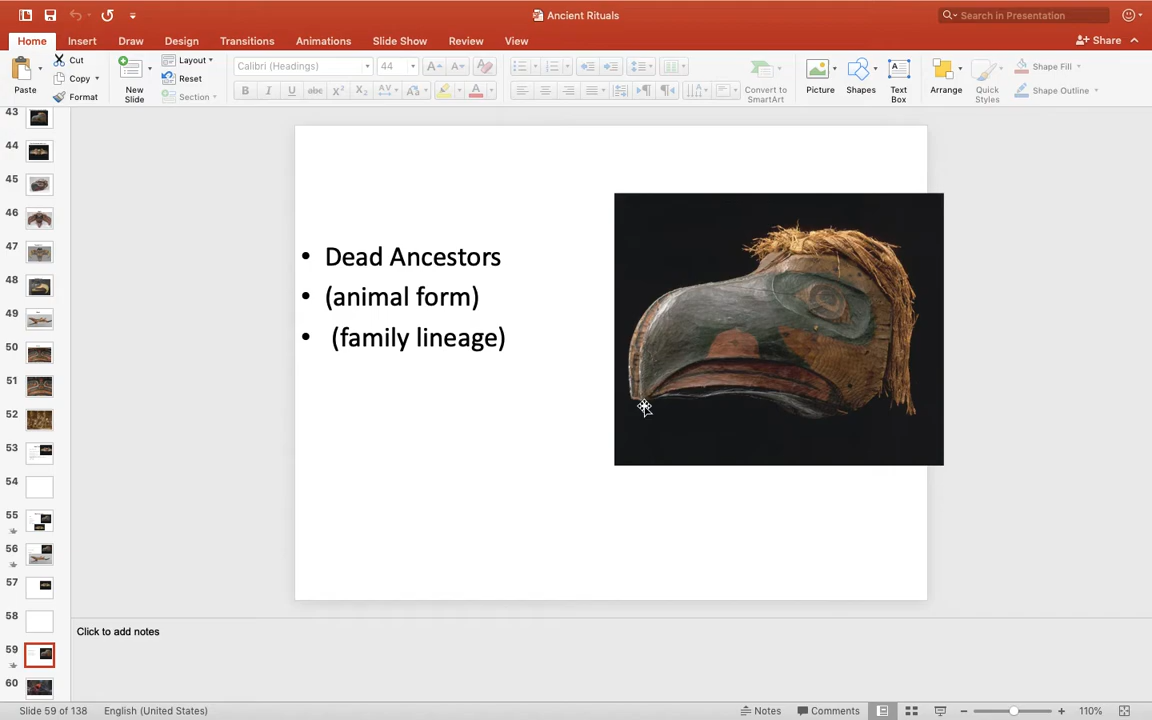 Ancient Rituals
Search in Presentation
Home Insert Draw Design Transitions Animations Slide Show Review View
Share
Paste
Cut
Copy
Format
New
Slide
Layout
Reset
Section
Calibri (Headings)
44
Convert to
SmartArt
Picture
Shapes
Text
Box
Arrange
Quick
Styles
Shape Fill
Shape Outline
43
44
45
46
47
48
49
50
51
52
53
54
55
56
57
58
59
60
• Dead Ancestors
• (animal form)
• (family lineage)
Click to add notes
Slide 59 of 138 English (United States) Notes Comments 110%